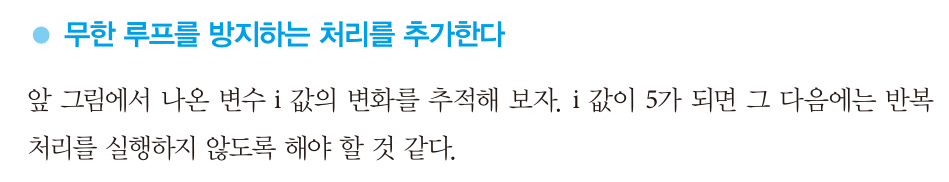 ● 무한 루프를 방지하는 처리를 추가한다
앞 그림에서 나온 변수 i 값의 변화를 추적해 보자. i 값이 5가 되면 그 다음에는 반복
처리를 실행하지 않도록 해야 할 것 같다.